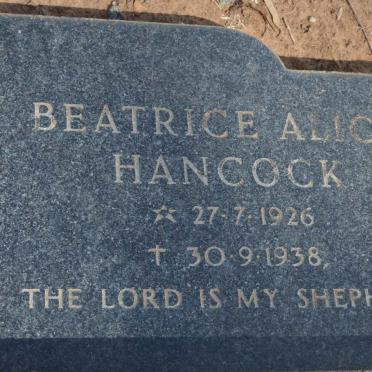 BEATRICE ALIC
HANCOCK
☆ 27·7·1926
✝ 30·9·1938,
THE LORD IS MY SHEPH